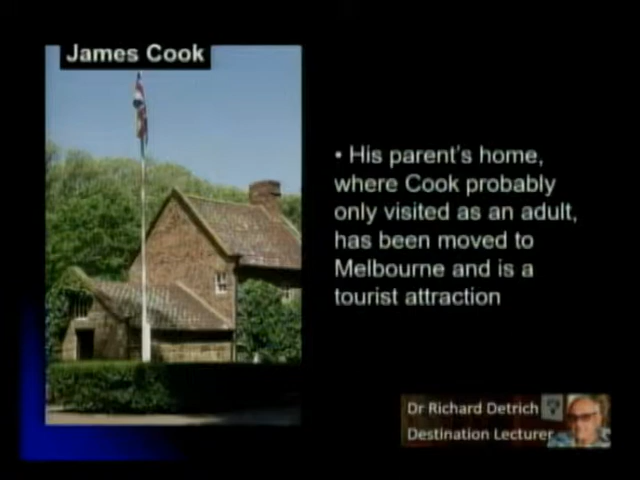 James Cook
• His parent's home,
where Cook probably
only visited as an adult,
has been moved to
Melbourne and is a
tourist attraction
Dr Richard Detrich
Destination Lecturer